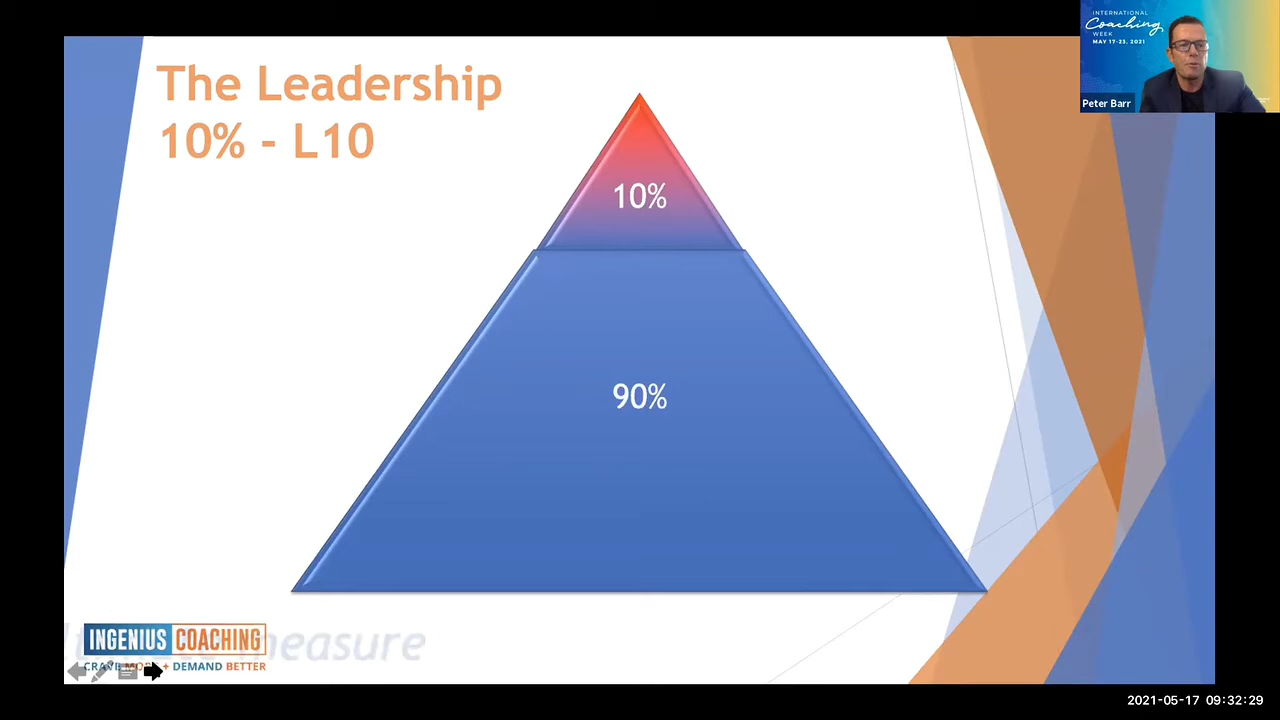 The Leadership
10% - L10
10%
90%
INTERNATIONAL
Coaching
WEEK
MAY 17-23, 2021
Peter Barr
measure
INGENIUS COACHING
DEMAND BETTER
2021-05-17 09:32:29